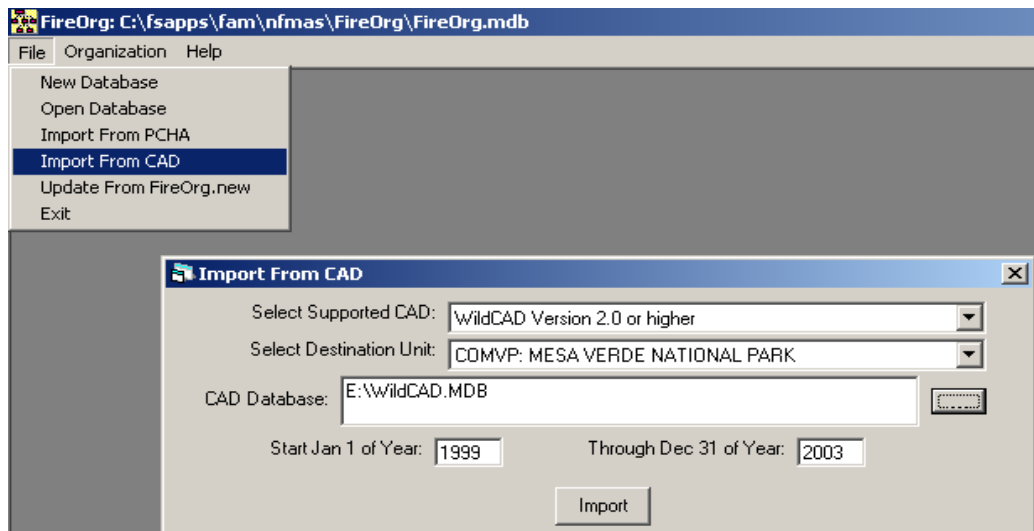 FireOrg: C:\fsapps\fam\nfmas\FireOrg\FireOrg.mdb
File Organization Help
New Database
Open Database
Import From PCHA
Import From CAD
Update From FireOrg.new
Exit
Import From CAD
Select Supported CAD: WildCAD Version 2.0 or higher
Select Destination Unit: COMVP: MESA VERDE NATIONAL PARK
CAD Database: E:\WildCAD.MDB ........
Start Jan 1 of Year: 1999 Through Dec 31 of Year: 2003
Import